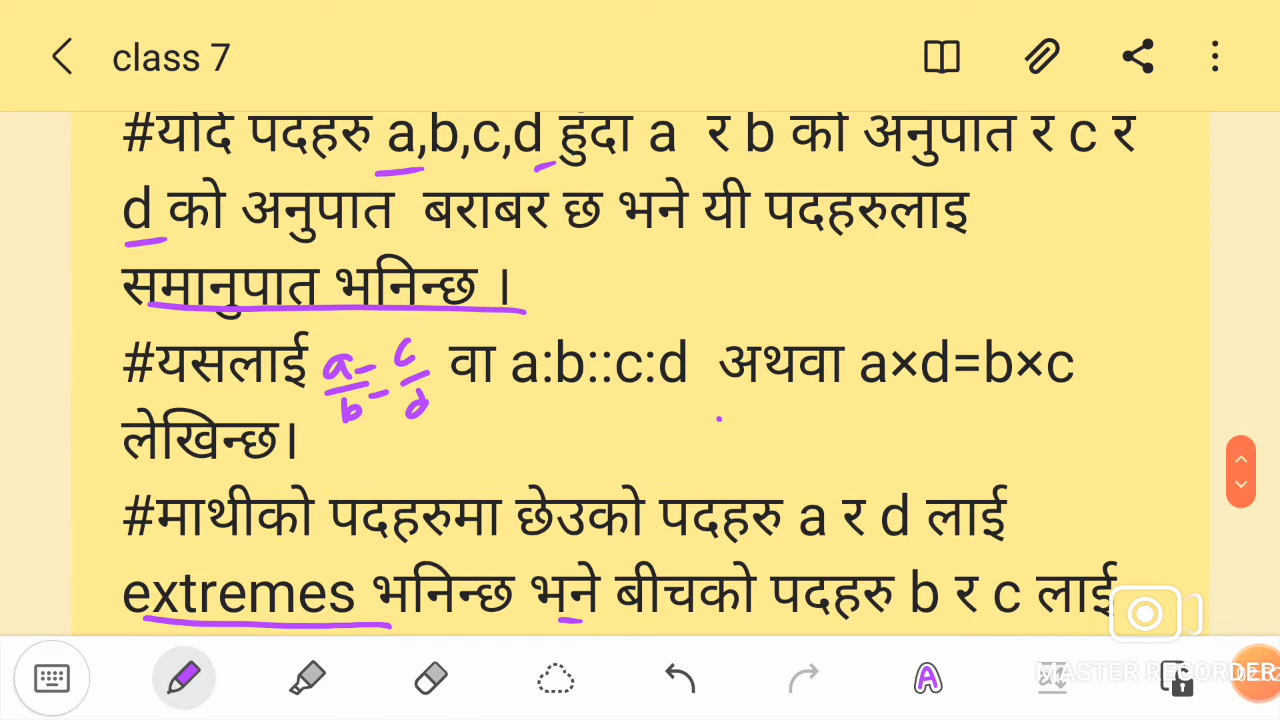 class 7
#यदि पदहरु a,b,c,d हुंदा a र b को अनुपात र c र
d को अनुपात बराबर छ भने यी पदहरुलाइ
समानुपात भनिन्छ ।
#यसलाई a/b = c/d वा a:b::c:d अथवा a×d=b×c
लेखिन्छ।
#माथीको पदहरुमा छेउको पदहरु a र d लाई
extremes भनिन्छ भने बीचको पदहरु b र c लाई
A
MASTER RECORDER